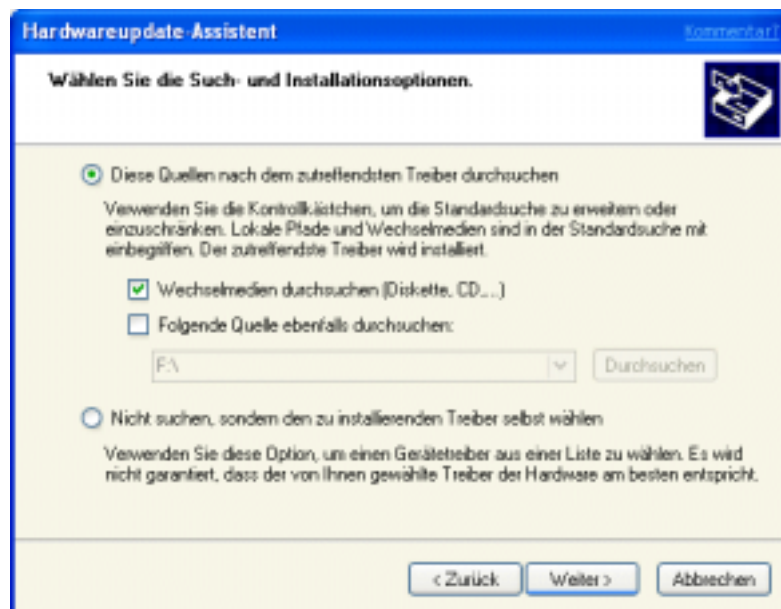 Hardwareupdate-Assistent
Kommentar?
Wählen Sie die Such- und Installationsoptionen.
Diese Quellen nach dem zutreffendsten Treiber durchsuchen
Verwenden Sie die Kontrollkästchen, um die Standardsuche zu erweitern oder
einzuschränken. Lokale Pfade und Wechselmedien sind in der Standardsuche mit
einbegriffen. Der zutreffendste Treiber wird installiert.
Wechselmedien durchsuchen (Diskette, CD,...)
Folgende Quelle ebenfalls durchsuchen:
F:\
Durchsuchen
Nicht suchen, sondern den zu installierenden Treiber selbst wählen
Verwenden Sie diese Option, um einen Gerätetreiber aus einer Liste zu wählen. Es wird
nicht garantiert, dass der von Ihnen gewählte Treiber der Hardware am besten entspricht.
< Zurück
Weiter >
Abbrechen